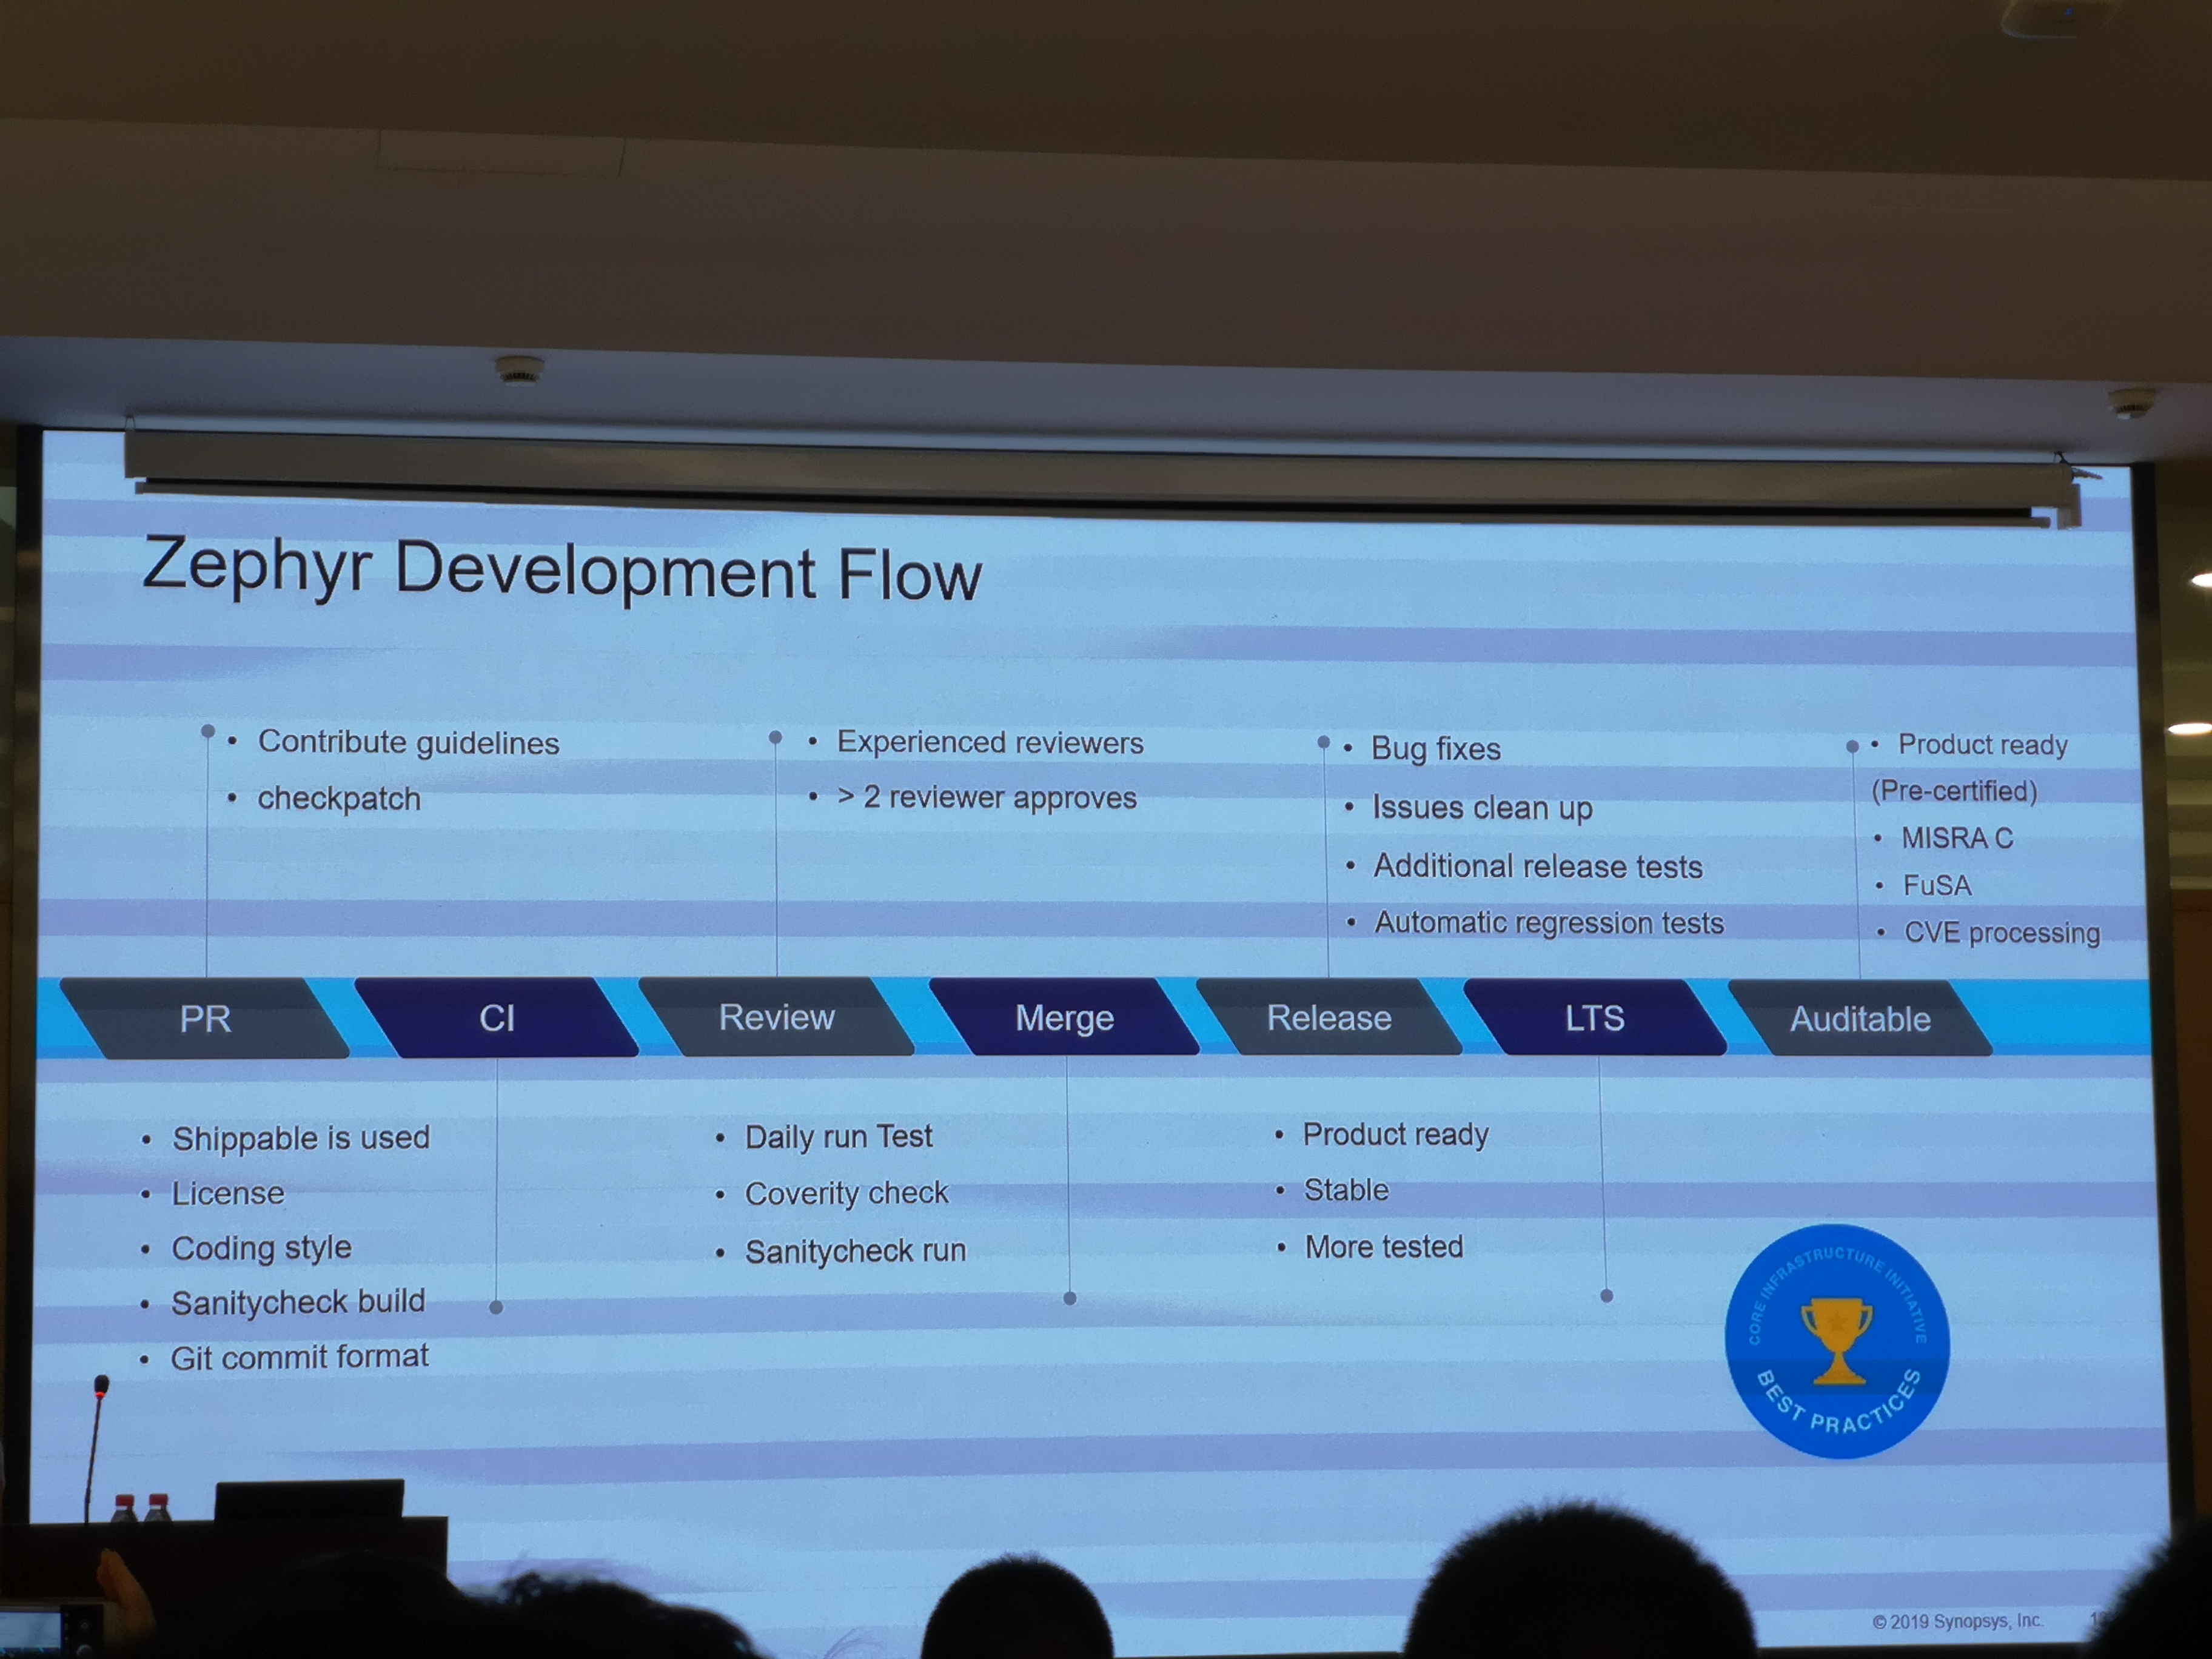 Zephyr Development Flow
• Contribute guidelines
• checkpatch
• Experienced reviewers
• > 2 reviewer approves
• Bug fixes
• Issues clean up
• Additional release tests
• Automatic regression tests
• Product ready
(Pre-certified)
• MISRA C
• FuSA
• CVE processing
PR
CI
Review
Merge
Release
LTS
Auditable
• Shippable is used
• License
• Coding style
• Sanitycheck build
• Git commit format
• Daily run Test
• Coverity check
• Sanitycheck run
• Product ready
• Stable
• More tested
CORE INFRASTRUCTURE INITIATIVE
BEST PRACTICES
© 2019 Synopsys, Inc.